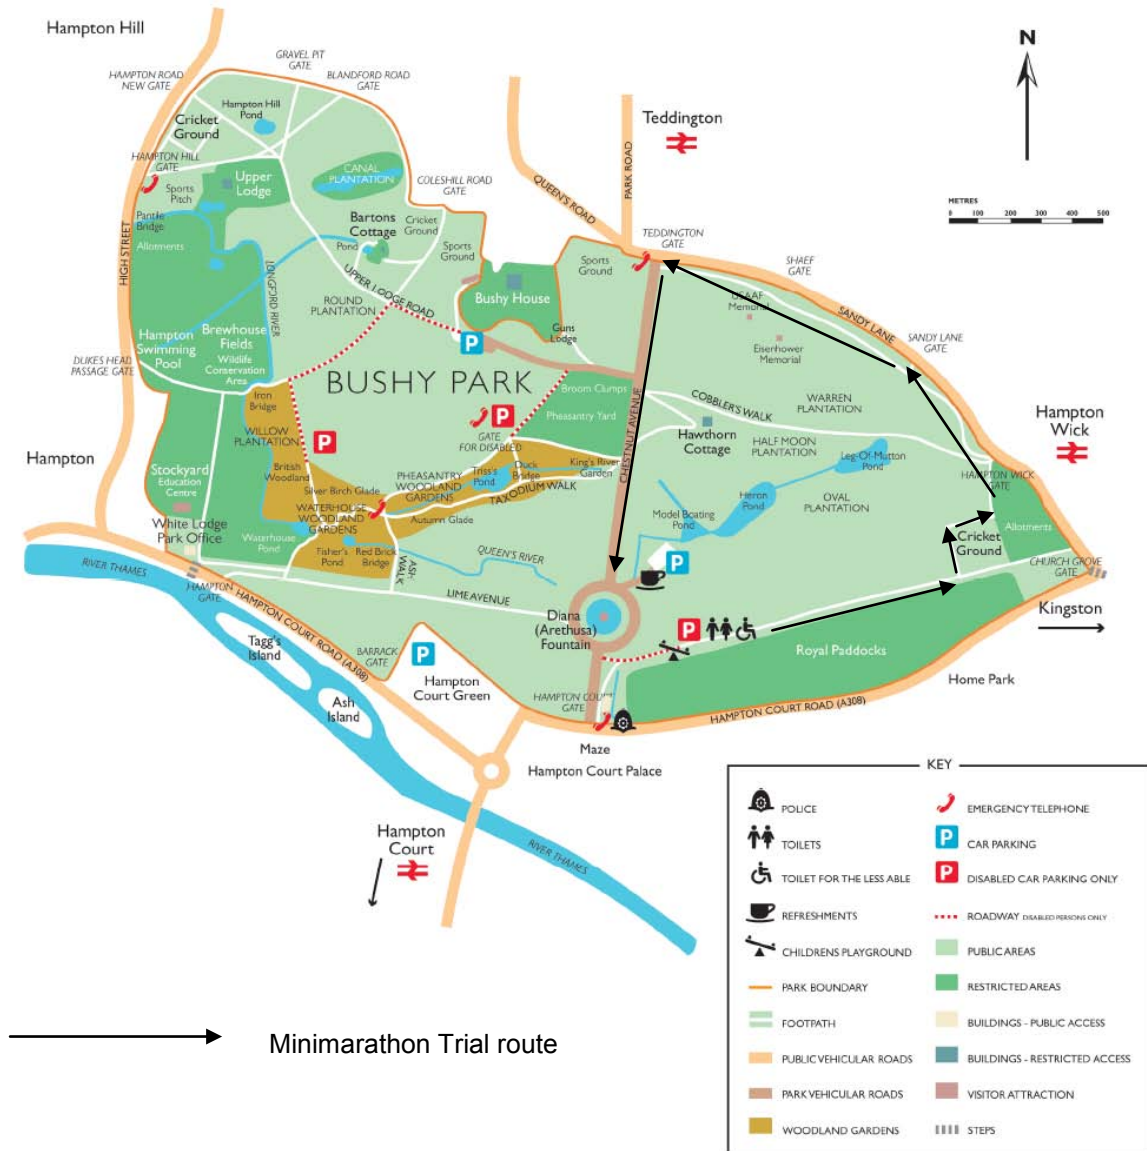 Hampton Hill
GRAVEL PIT
GATE
BLANDFORD ROAD
GATE
HAMPTON ROAD
NEW GATE
N
Cricket
Ground
Hampton Hill
Pond
Teddington
HAMPTON HILL
GATE
Sports
Pitch
Upper
Lodge
CANAL
PLANTATION
COLESHILL ROAD
GATE
QUEEN'S ROAD
PARK ROAD
METRES
0 100 200 300 400 500
Pantile
Bridge
Allotments
HIGH STREET
Bartons
Cottage
Pond
Cricket
Ground
Sports
Ground
TEDDINGTON
GATE
Sports
Ground
SHAEF
GATE
LONGFORD RIVER
UPPER LODGE ROAD
ROUND
PLANTATION
Bushy House
USAAF
Memorial
SANDY LANE
Hampton
Swimming
Pool
Brewhouse
Fields
Wildlife
Conservation
Area
Guns
Lodge
Eisenhower
Memorial
SANDY LANE
GATE
DUKES HEAD
PASSAGE GATE
P
BUSHY PARK
Iron
Bridge
Broom Clumps
CHESTNUT AVENUE
COBBLER'S WALK
WARREN
PLANTATION
Hampton
Wick
WILLOW
PLANTATION
P
P
GATE
FOR DISABLED
Pheasantry Yard
Hawthorn
Cottage
HALF MOON
PLANTATION
Leg-Of-Mutton
Pond
Hampton
Stockyard
Education
Centre
British
Woodland
PHEASANTRY
WOODLAND
GARDENS
Triss's
Pond
Duck
Bridge
King's River
Garden
HAMPTON WICK
GATE
Silver Birch Glade
TAXODIUM WALK
Heron
Pond
OVAL
PLANTATION
WATERHOUSE
WOODLAND
GARDENS
Autumn Glade
Model Boating
Pond
Allotments
White Lodge
Park Office
Waterhouse
Pond
Fisher's
Pond
Red Brick
Bridge
ASH
WALK
QUEEN'S RIVER
P
Cricket
Ground
CHURCH GROVE
GATE
RIVER THAMES
HAMPTON
GATE
LIME AVENUE
Kingston
HAMPTON COURT ROAD (A308)
Diana
(Arethusa)
Fountain
P
Tagg's
Island
BARRACK
GATE
P
Hampton
Court Green
Royal Paddocks
Home Park
Ash
Island
HAMPTON COURT
GATE
HAMPTON COURT ROAD (A308)
Maze
Hampton Court Palace
Hampton
Court
RIVER THAMES
KEY
POLICE
EMERGENCY TELEPHONE
TOILETS
P CAR PARKING
TOILET FOR THE LESS ABLE
P DISABLED CAR PARKING ONLY
REFRESHMENTS
ROADWAY DISABLED PERSONS ONLY
CHILDRENS PLAYGROUND
PUBLIC AREAS
PARK BOUNDARY
RESTRICTED AREAS
FOOTPATH
BUILDINGS - PUBLIC ACCESS
PUBLIC VEHICULAR ROADS
BUILDINGS - RESTRICTED ACCESS
PARK VEHICULAR ROADS
VISITOR ATTRACTION
WOODLAND GARDENS
STEPS
Minimarathon Trial route